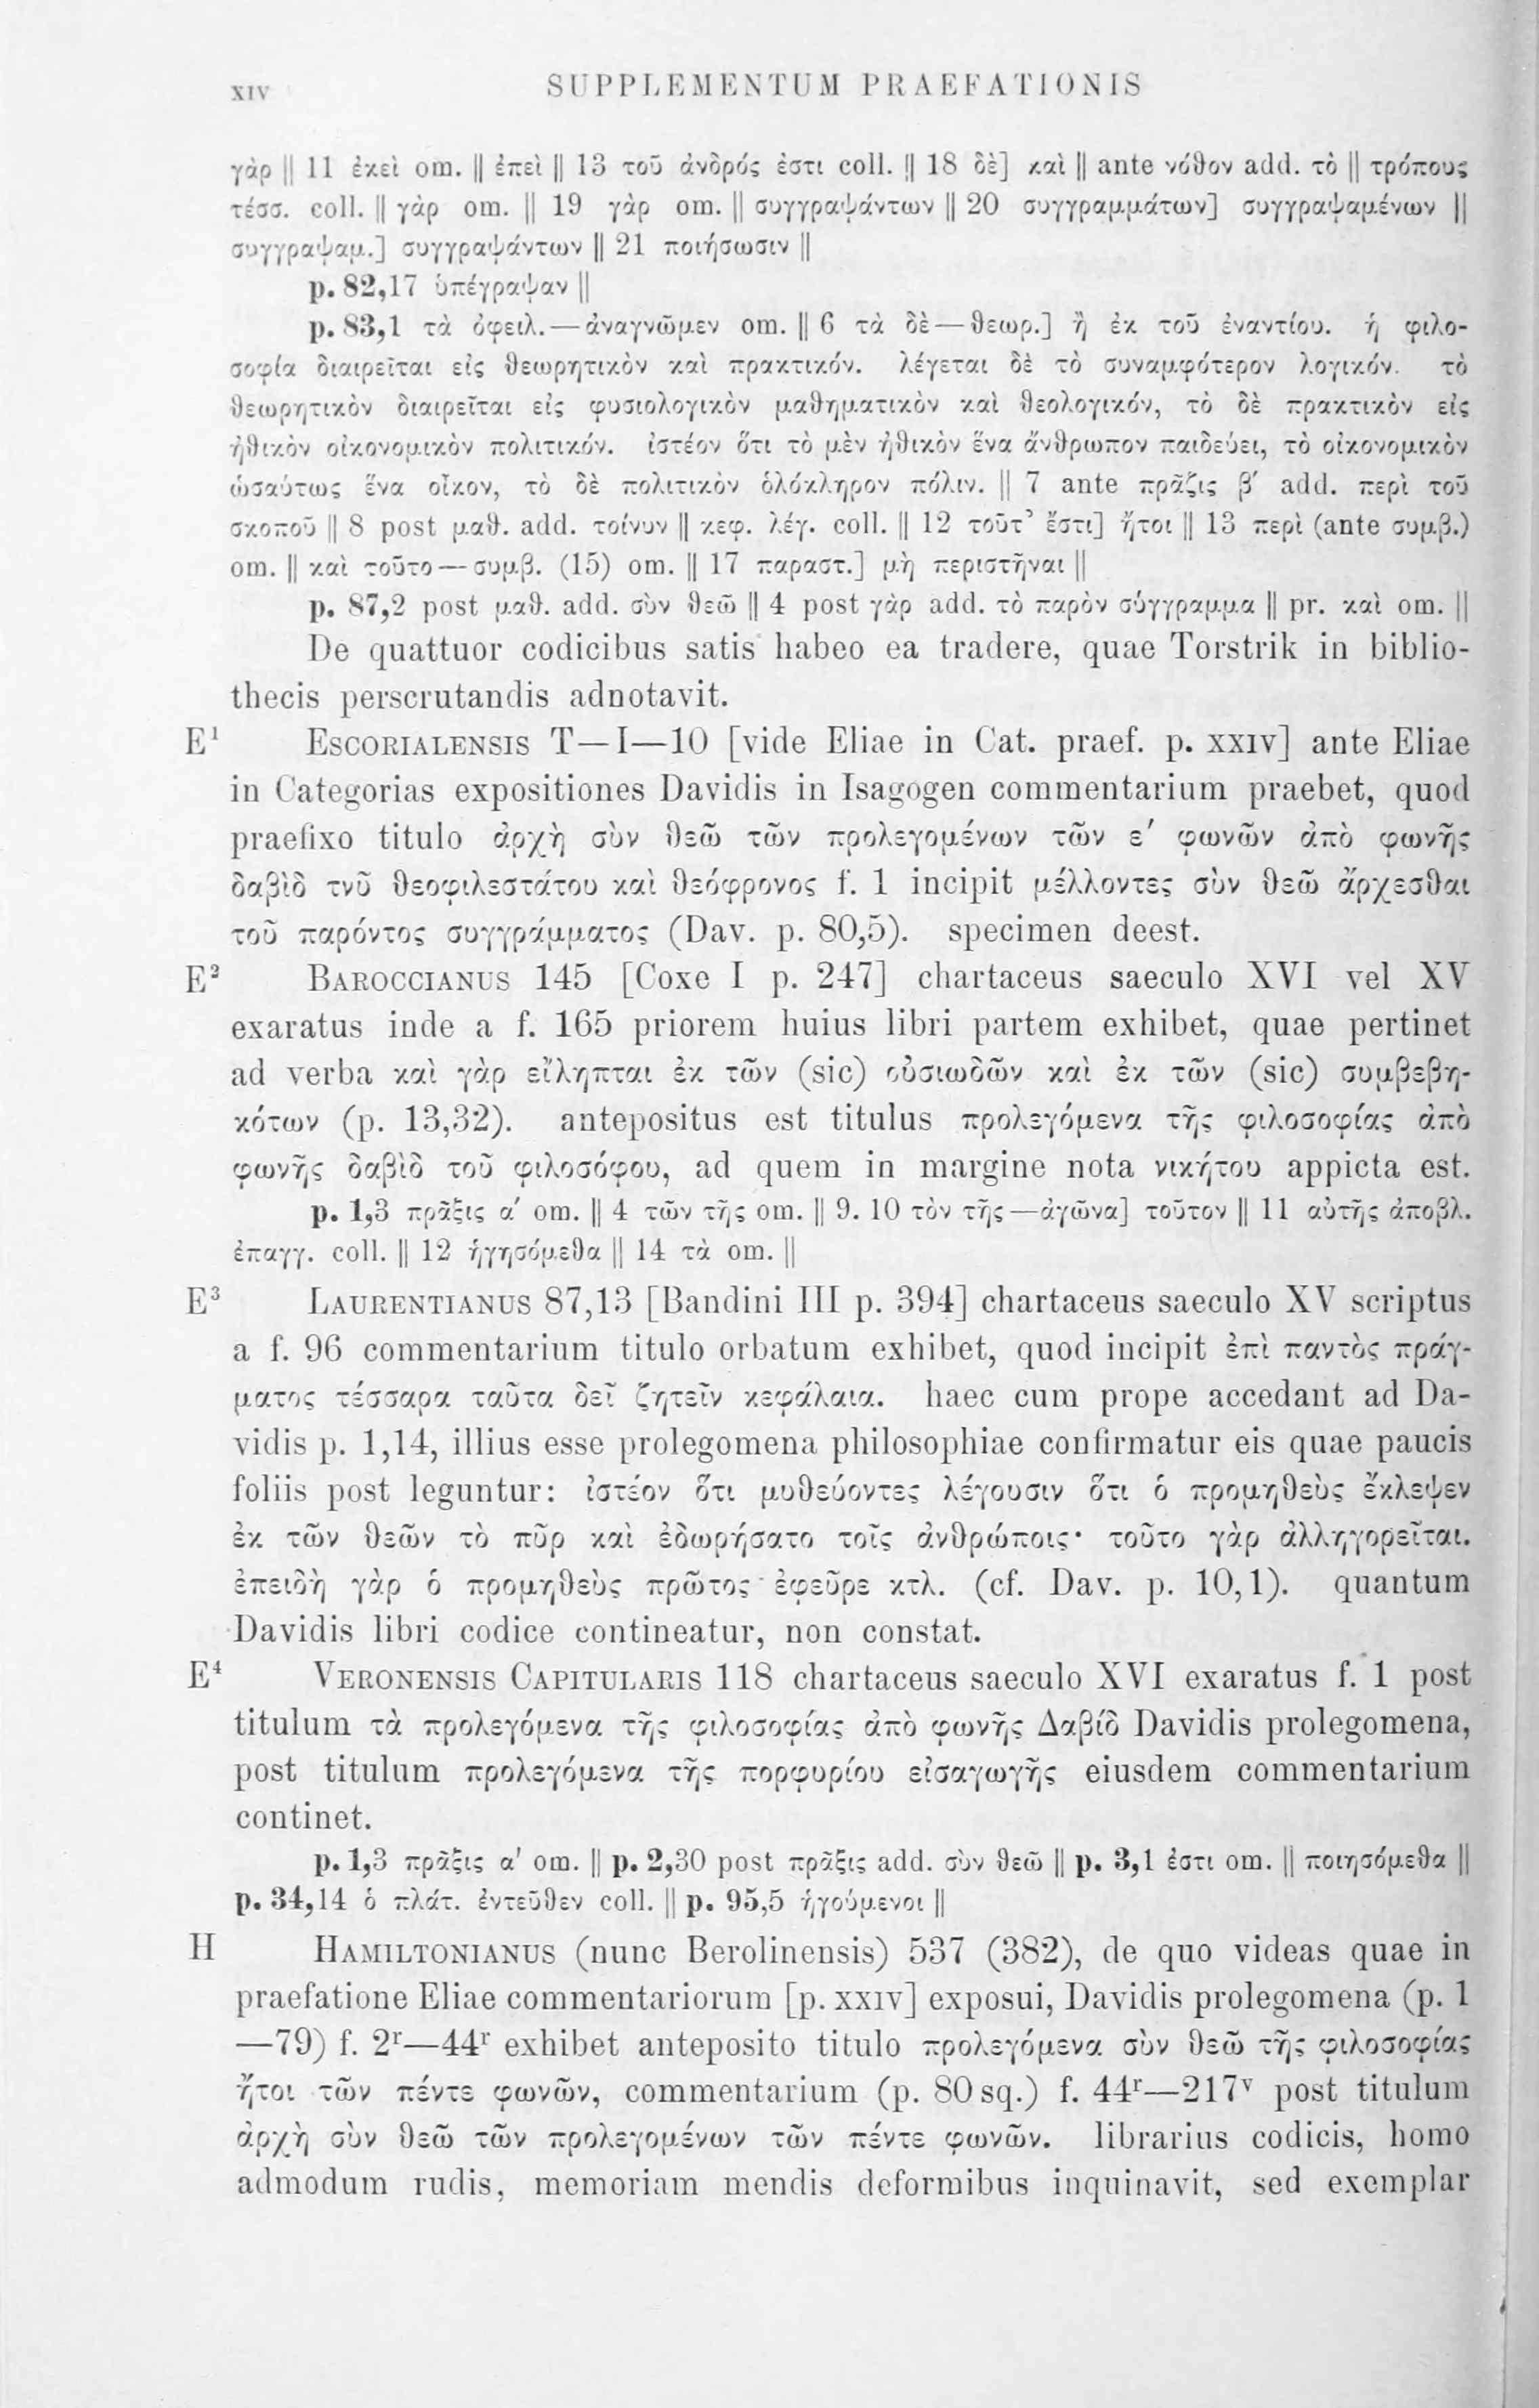 XIV SUPPLEMENTUM PRAEFATIONIS
γὰρ || 11 ἐκεὶ om. || ἐπεὶ || 13 τοῦ ἀνδρός ἐστι coll. || 18 δὲ] καὶ || ante νόθον add. τὸ || τρόπους
τέσσ. coll. || γὰρ om. || 19 γὰρ om. || συγγραψάντων || 20 συγγραμμάτων] συγγραψαμένων ||
συγγραψαμ.] συγγραψάντων || 21 ποιήσωσιν ||
p. 82,17 ὑπέγραψαν ||
p. 83,1 τὰ ὀφειλ.—ἀναγνῶμεν om. || 6 τὰ δὲ—θεωρ.] ἢ ἐκ τοῦ ἐναντίου. ἡ φιλο-
σοφία διαιρεῖται εἰς θεωρητικὸν καὶ πρακτικόν. λέγεται δὲ τὸ συναμφότερον λογικόν. τὸ
θεωρητικὸν διαιρεῖται εἰς φυσιολογικὸν μαθηματικὸν καὶ θεολογικόν, τὸ δὲ πρακτικὸν εἰς
ἠθικὸν οἰκονομικὸν πολιτικόν. ἰστέον ὅτι τὸ μὲν ἠθικὸν ἕνα ἄνθρωπον παιδεύει, τὸ οἰκονομικὸν
ὡσαύτως ἕνα οἶκον, τὸ δὲ πολιτικὸν ὁλόκληρον πόλιν. || 7 ante πρᾶξις β′ add. περὶ τοῦ
σκοποῦ || 8 post μαθ. add. τοίνυν || κεφ. λέγ. coll. || 12 τοῦτ’ ἔστι] ἤτοι || 13 περὶ (ante συμβ.)
om. || καὶ τοῦτο—συμβ. (15) om. || 17 παραστ.] μὴ περιστῆναι ||
p. 87,2 post μαθ. add. σὺν θεῶ || 4 post γὰρ add. τὸ παρὸν σύγγραμμα || pr. καὶ om. ||
De quattuor codicibus satis habeo ea tradere, quae Torstrik in biblio-
thecis perscrutandis adnotavit.
E¹ ESCORIALENSIS T—I—10 [vide Eliae in Cat. praef. p. XXIV] ante Eliae
in Categorias expositiones Davidis in Isagogen commentarium praebet, quod
praefixo titulo ἀρχὴ σὺν θεῶ τῶν προλεγομένων τῶν ε′ φωνῶν ἀπὸ φωνῆς
δαβὶδ τνῦ θεοφιλεστάτου καὶ θεόφρονος f. 1 incipit μέλλοντες σὺν θεῶ ἄρχεσθαι
τοῦ παρόντος συγγράμματος (Dav. p. 80,5). specimen deest.
E² BAROCCIANUS 145 [Coxe I p. 247] chartaceus saeculo XVI vel XV
exaratus inde a f. 165 priorem huius libri partem exhibet, quae pertinet
ad verba καὶ γὰρ εἴληπται ἐκ τῶν (sic) οὐσιωδῶν καὶ ἐκ τῶν (sic) συμβεβη-
κότων (p. 13,32). antepositus est titulus προλεγόμενα τῆς φιλοσοφίας ἀπὸ
φωνῆς δαβὶδ τοῦ φιλοσόφου, ad quem in margine nota νικήτου appicta est.
p. 1,3 πρᾶξις α′ om. || 4 τῶν τῆς om. || 9. 10 τὸν τῆς—ἀγῶνα] τοῦτον || 11 αὐτῆς ἀποβλ.
ἐπαγγ. coll. || 12 ἡγησόμεθα || 14 τὰ om. ||
E³ LAURENTIANUS 87,13 [Bandini III p. 394] chartaceus saeculo XV scriptus
a f. 96 commentarium titulo orbatum exhibet, quod incipit ἐπὶ παντὸς πράγ-
ματος τέσσαρα ταῦτα δεῖ ζητεῖν κεφάλαια. haec cum prope accedant ad Da-
vidis p. 1,14, illius esse prolegomena philosophiae confirmatur eis quae paucis
foliis post leguntur: ἰστέον ὅτι μυθεύοντες λέγουσιν ὅτι ὁ προμηθεὺς ἔκλεψεν
ἐκ τῶν θεῶν τὸ πῦρ καὶ ἐδωρήσατο τοῖς ἀνθρώποις· τοῦτο γὰρ ἀλληγορεῖται.
ἐπειδὴ γὰρ ὁ προμηθεὺς πρῶτος ἐφεῦρε κτλ. (cf. Dav. p. 10,1). quantum
Davidis libri codice contineatur, non constat.
E⁴ VERONENSIS CAPITULARIS 118 chartaceus saeculo XVI exaratus f. 1 post
titulum τὰ προλεγόμενα τῆς φιλοσοφίας ἀπὸ φωνῆς Δαβίδ Davidis prolegomena,
post titulum προλεγόμενα τῆς πορφυρίου εἰσαγωγῆς eiusdem commentarium
continet.
p. 1,3 πρᾶξις α′ om. || p. 2,30 post πρᾶξις add. σὺν θεῶ || p. 3,1 ἐστι om. || ποιησόμεθα ||
p. 34,14 ὁ πλάτ. ἐντεῦθεν coll. || p. 95,5 ἡγούμενοι ||
H HAMILTONIANUS (nunc Berolinensis) 537 (382), de quo videas quae in
praefatione Eliae commentariorum [p. XXIV] exposui, Davidis prolegomena (p. 1
—79) f. 2ʳ—44ʳ exhibet anteposito titulo προλεγόμενα σὺν θεῶ τῆς φιλοσοφίας
ἤτοι τῶν πέντε φωνῶν, commentarium (p. 80 sq.) f. 44ʳ—217ᵛ post titulum
ἀρχὴ σὺν θεῶ τῶν προλεγομένων τῶν πέντε φωνῶν. librarius codicis, homo
admodum rudis, memoriam mendis deformibus inquinavit, sed exemplar